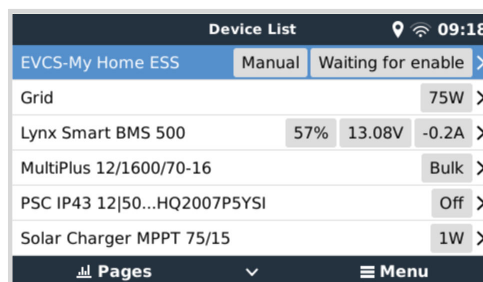 Device List 09:18
EVCS-My Home ESS Manual Waiting for enable
Grid 75W
Lynx Smart BMS 500 57% 13.08V -0.2A
MultiPlus 12/1600/70-16 Bulk
PSC IP43 12|50...HQ2007P5YSI Off
Solar Charger MPPT 75/15 1W
Pages Menu